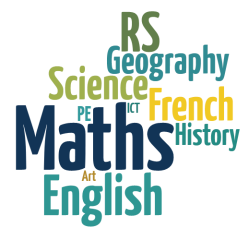 RS
Geography
Science
French
PE
ICT
Maths
History
Art
English